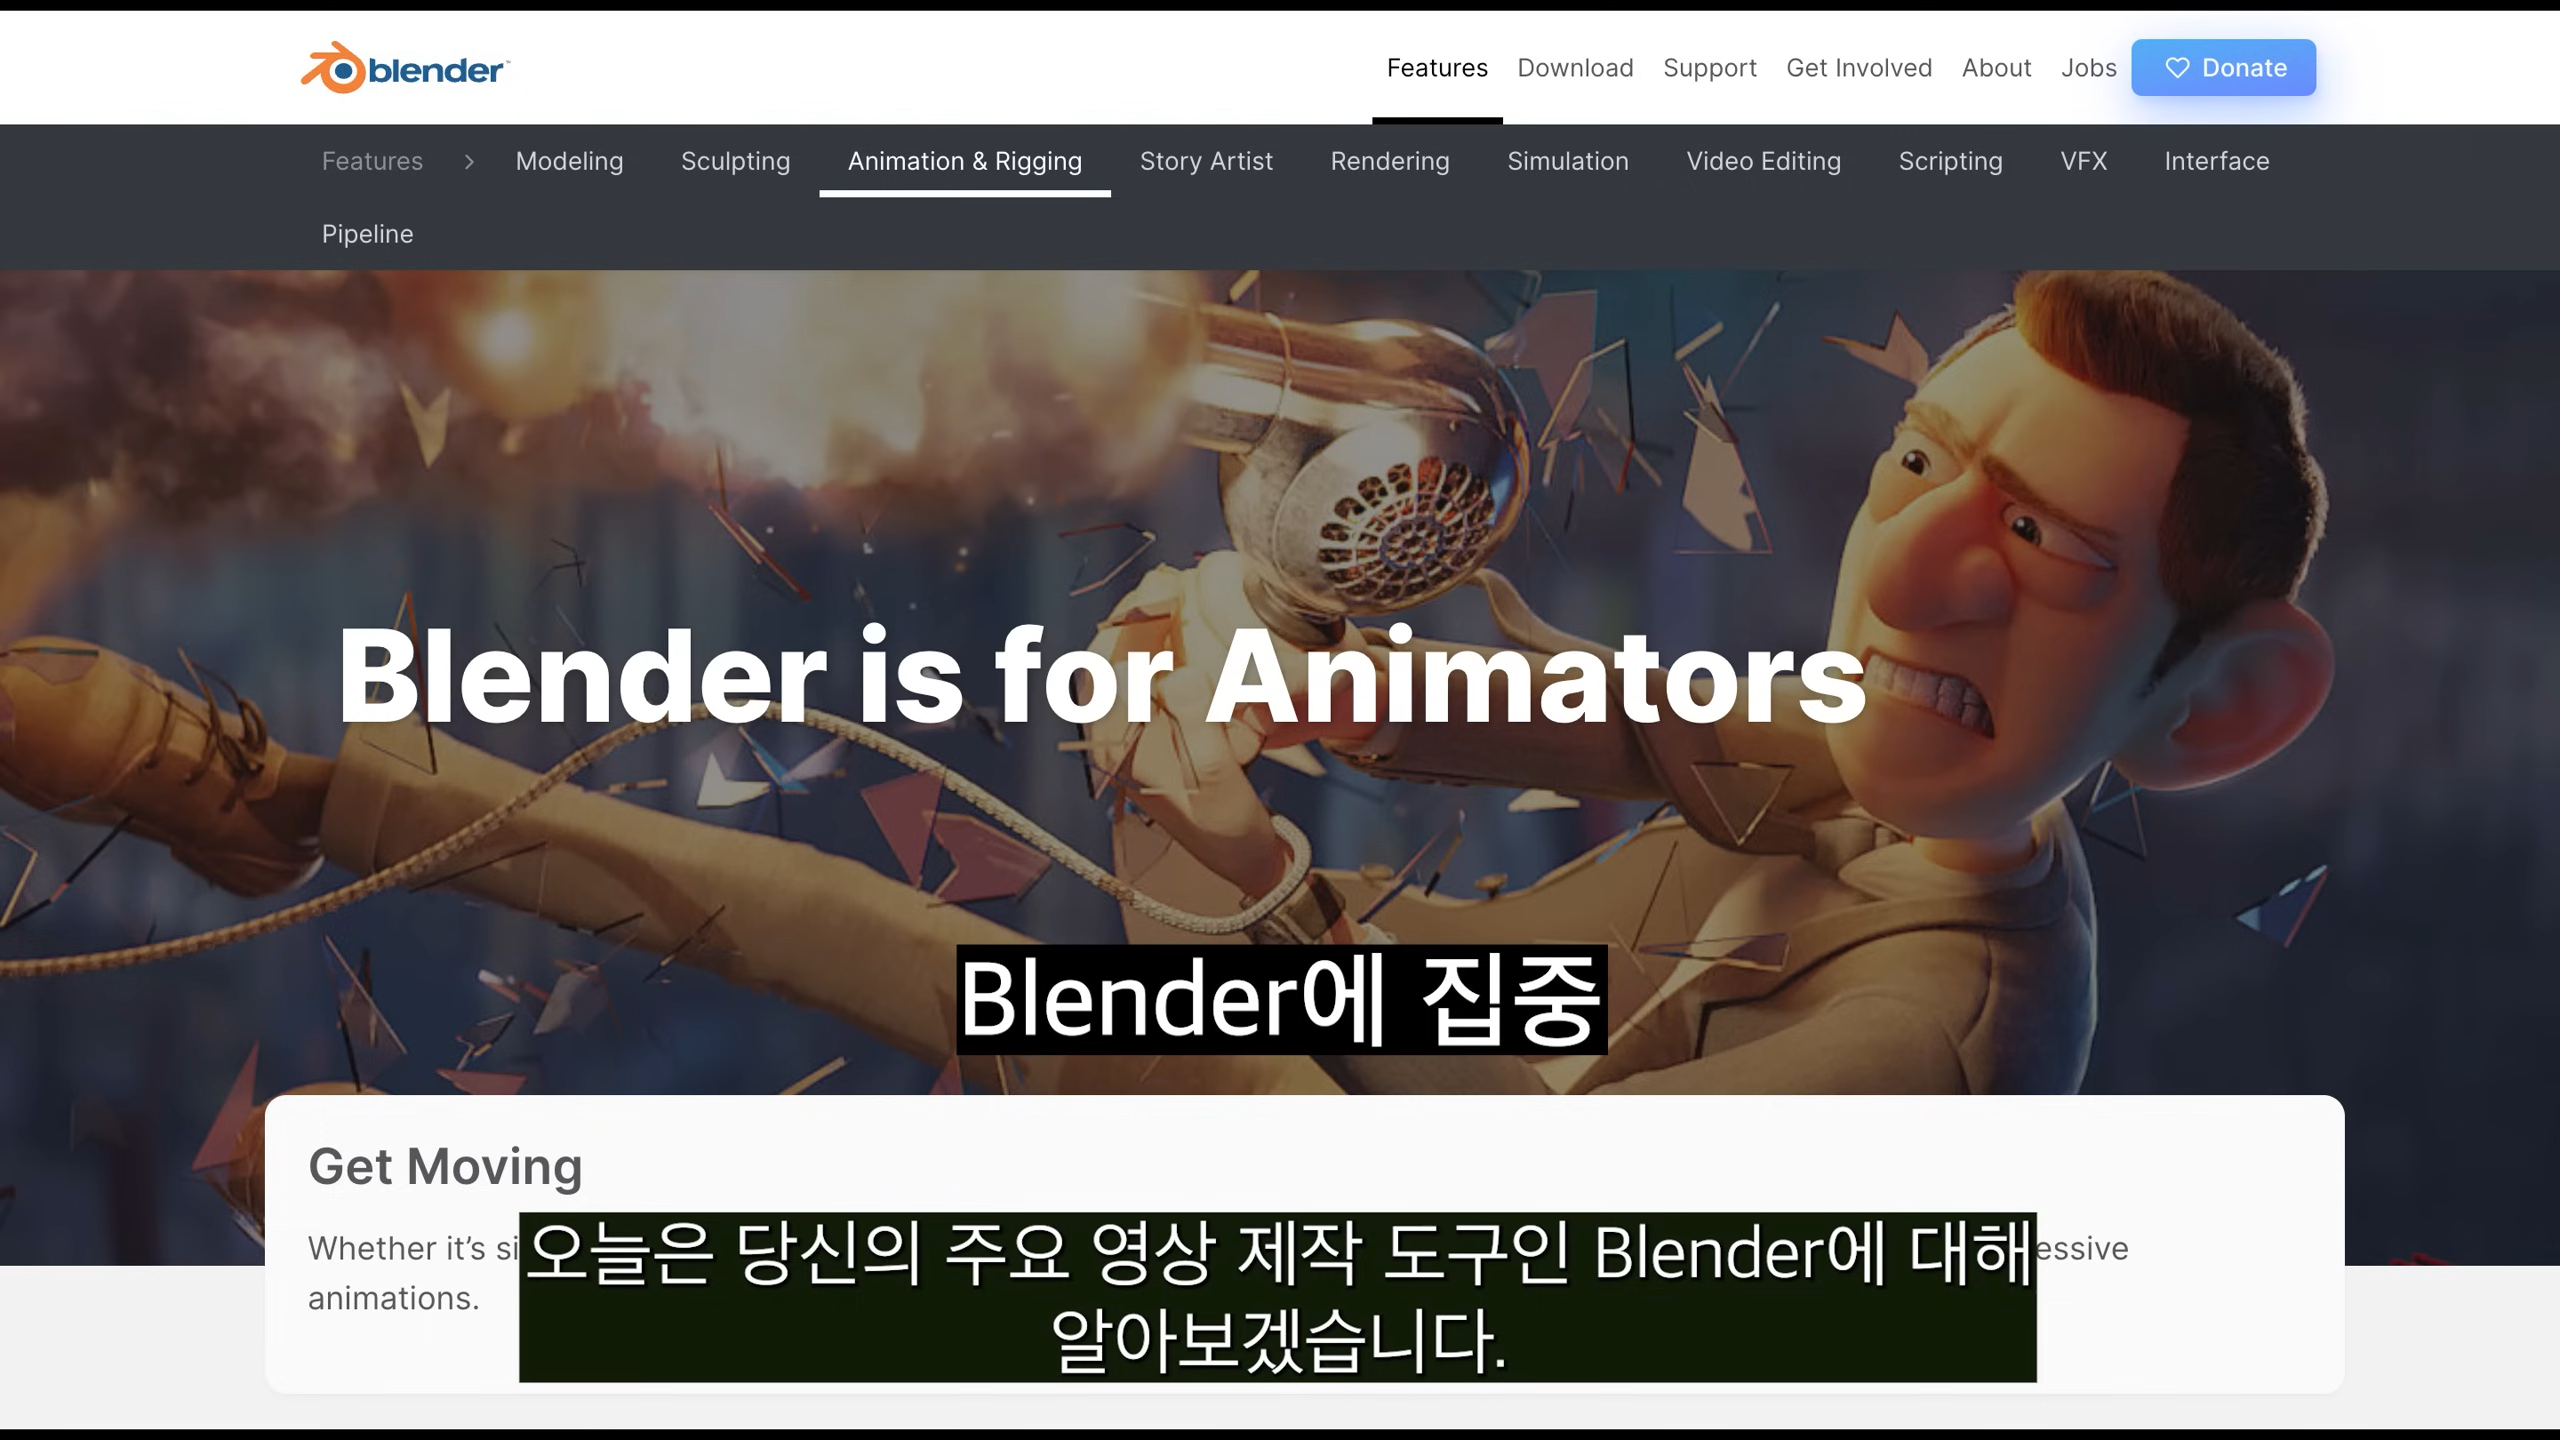 blender
Features Download Support Get Involved About Jobs Donate
Features > Modeling Sculpting Animation & Rigging Story Artist Rendering Simulation Video Editing Scripting VFX Interface
Pipeline
Blender is for Animators
Blender에 집중
Get Moving
Whether it’s
animations.
오늘은 당신의 주요 영상 제작 도구인 Blender에 대해
알아보겠습니다.